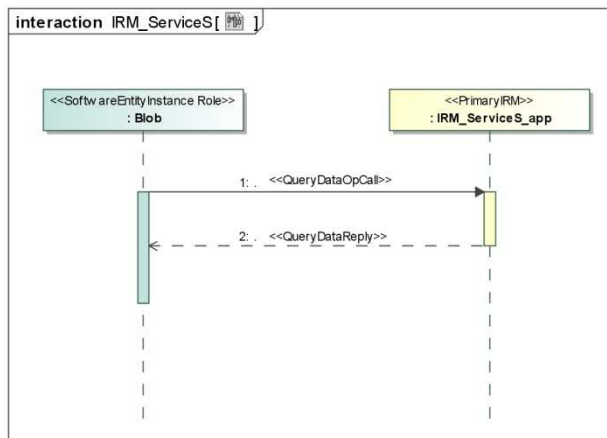 interaction IRM_ServiceS[ ]
<<SoftwareEntityInstance Role>>
: Blob
<<PrimaryIRM>>
: IRM_ServiceS_app
1: . <<QueryDataOpCall>>
2: . <<QueryDataReply>>